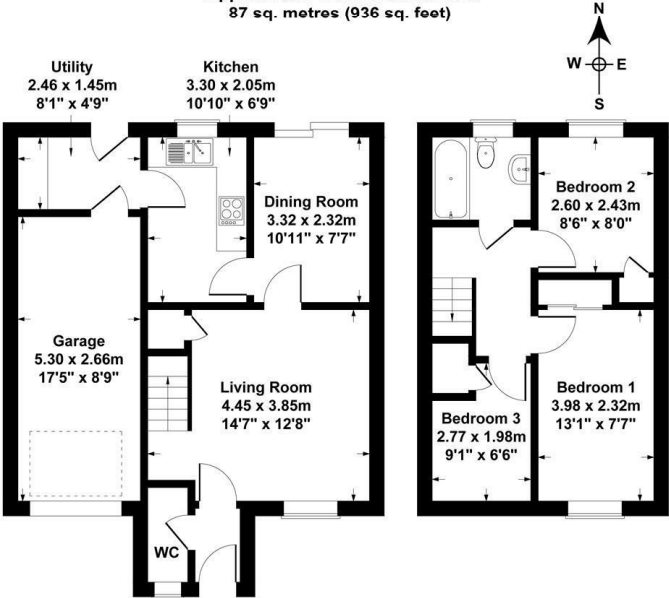 87 sq. metres (936 sq. feet)
N
W E
S
Utility
2.46 x 1.45m
8'1" x 4'9"
Kitchen
3.30 x 2.05m
10'10" x 6'9"
Dining Room
3.32 x 2.32m
10'11" x 7'7"
Bedroom 2
2.60 x 2.43m
8'6" x 8'0"
Garage
5.30 x 2.66m
17'5" x 8'9"
Living Room
4.45 x 3.85m
14'7" x 12'8"
Bedroom 1
3.98 x 2.32m
13'1" x 7'7"
Bedroom 3
2.77 x 1.98m
9'1" x 6'6"
WC